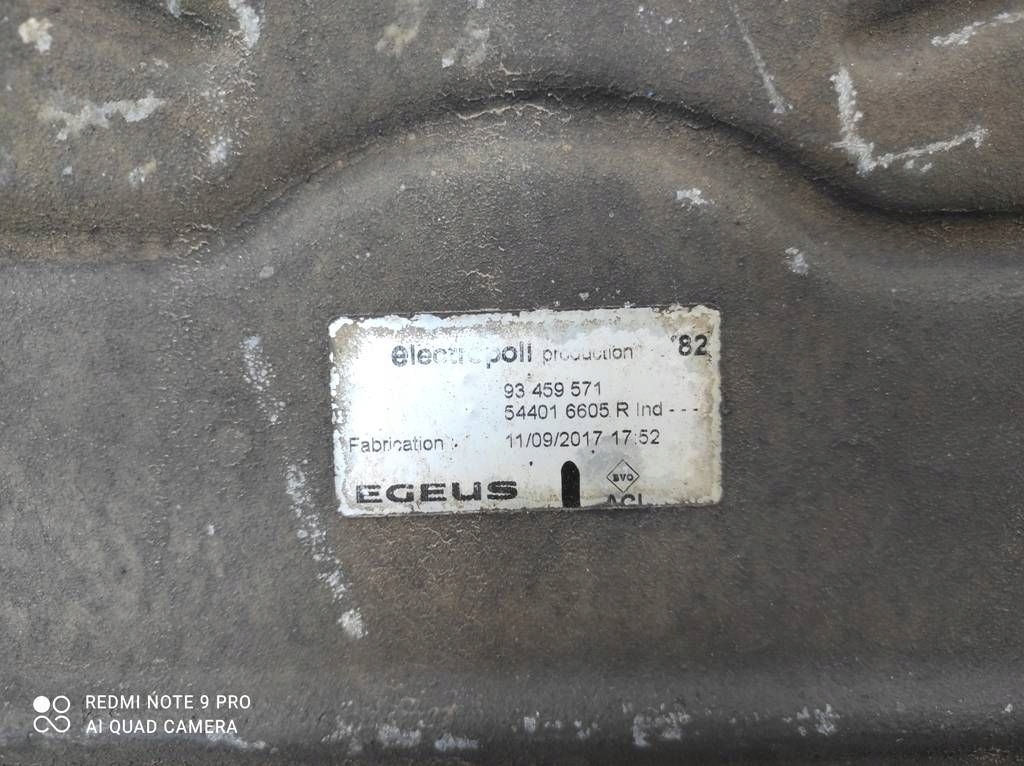 electropoli production '82
93 459 571
54401 6605 R Ind - - -
Fabrication : 11/09/2017 17:52
EGEUS
BVO
ACI
REDMI NOTE 9 PRO
AI QUAD CAMERA